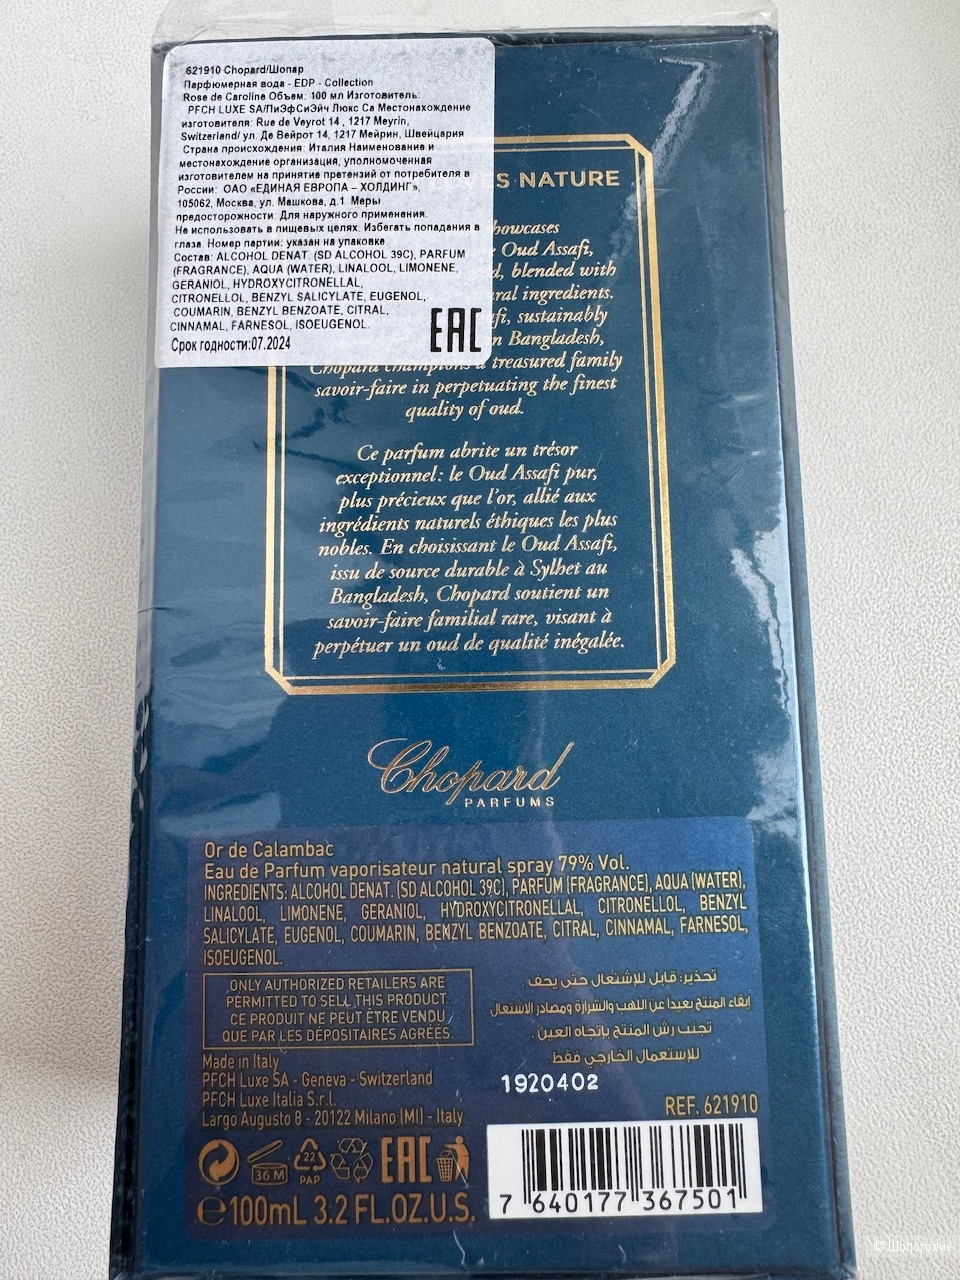 621910 Chopard/Шопар
Парфюмерная вода - EDP - Collection
Rose de Caroline Объем: 100 мл Изготовитель:
PFCH LUXE SA/ПиЭфСиЭйч Люкс Са Местонахождение
изготовителя: Rue de Veyrot 14 , 1217 Meyrin,
Switzerland/ ул. Де Вейрот 14, 1217 Мейрин, Швейцария
Страна происхождения: Италия Наименование и
местонахождение организация, уполномоченная
изготовителем на принятие претензий от потребителя в
России: ОАО «ЕДИНАЯ ЕВРОПА – ХОЛДИНГ»,
105062, Москва, ул. Машкова, д.1 Меры
предосторожности: Для наружного применения.
Не использовать в пищевых целях. Избегать попадания в
глаза. Номер партии: указан на упаковке
Состав: ALCOHOL DENAT. (SD ALCOHOL 39C), PARFUM
(FRAGRANCE), AQUA (WATER), LINALOOL, LIMONENE,
GERANIOL, HYDROXYCITRONELLAL,
CITRONELLOL, BENZYL SALICYLATE, EUGENOL,
COUMARIN, BENZYL BENZOATE, CITRAL,
CINNAMAL, FARNESOL, ISOEUGENOL.
Срок годности:07.2024
EAC
NATURE
howcases
Oud Assafi,
blended with
ral ingredients.
sustainably
n Bangladesh,
Chopard champions a treasured family
savoir-faire in perpetuating the finest
quality of oud.
Ce parfum abrite un trésor
exceptionnel: le Oud Assafi pur,
plus précieux que l'or, allié aux
ingrédients naturels éthiques les plus
nobles. En choisissant le Oud Assafi,
issu de source durable à Sylhet au
Bangladesh, Chopard soutient un
savoir-faire familial rare, visant à
perpétuer un oud de qualité inégalée.
Chopard
PARFUMS
Or de Calambac
Eau de Parfum vaporisateur natural spray 79% Vol.
INGREDIENTS: ALCOHOL DENAT. (SD ALCOHOL 39C), PARFUM (FRAGRANCE), AQUA (WATER),
LINALOOL, LIMONENE, GERANIOL, HYDROXYCITRONELLAL, CITRONELLOL, BENZYL
SALICYLATE, EUGENOL, COUMARIN, BENZYL BENZOATE, CITRAL, CINNAMAL, FARNESOL,
ISOEUGENOL.
ONLY AUTHORIZED RETAILERS ARE
PERMITTED TO SELL THIS PRODUCT.
CE PRODUIT NE PEUT ÊTRE VENDU
QUE PAR LES DÉPOSITAIRES AGRÉÉS.
تحذير: قابل للإشتعال حتى يجف.
إبقاء المنتج بعيدا عن اللهب والشرارة ومصادر الاشتعال
تجنب رش المنتج بإتجاه العين.
للإستعمال الخارجي فقط.
Made in Italy
PFCH Luxe SA - Geneva - Switzerland
PFCH Luxe Italia S.r.l.
Largo Augusto 8 - 20122 Milano (MI) - Italy
1920402
REF. 621910
36 M
22
PAP
EAC
℮100mL 3.2 FL.OZ.U.S.
7 640177 367501
© Шопоголик